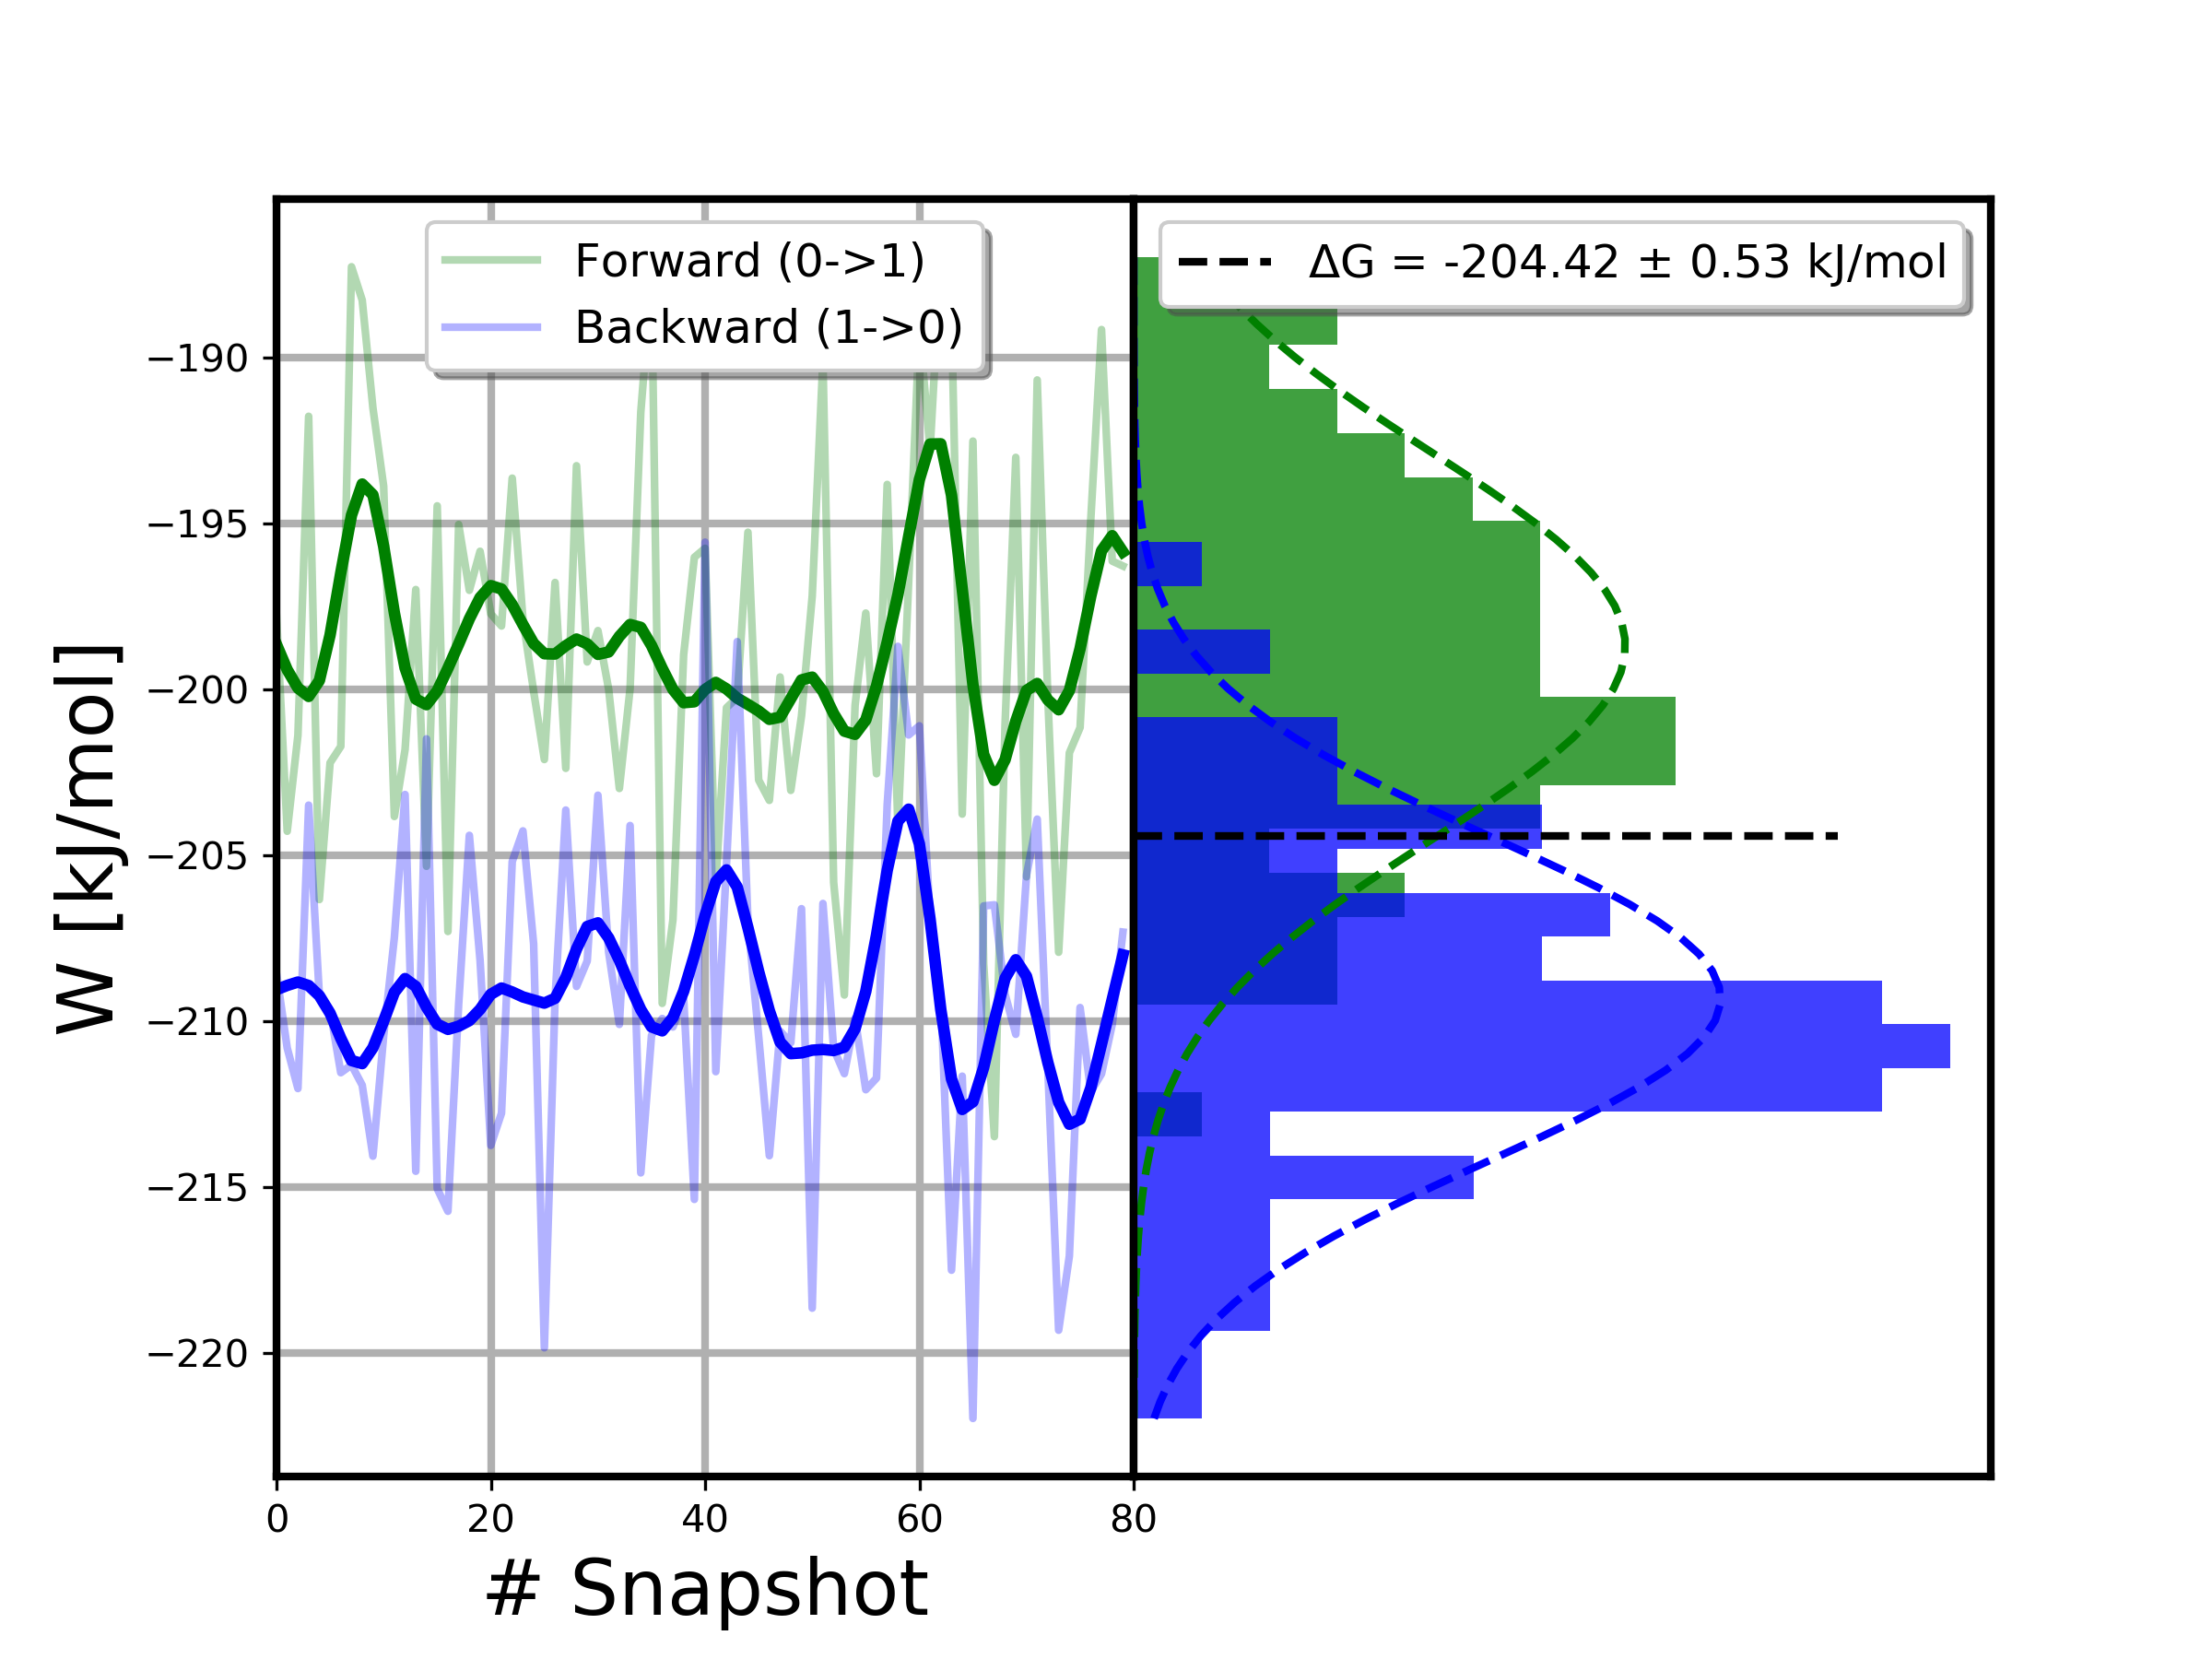 Forward (0->1)
Backward (1->0)
ΔG = -204.42 ± 0.53 kJ/mol
W [kJ/mol]
−190
−195
−200
−205
−210
−215
−220
0 20 40 60 80
# Snapshot